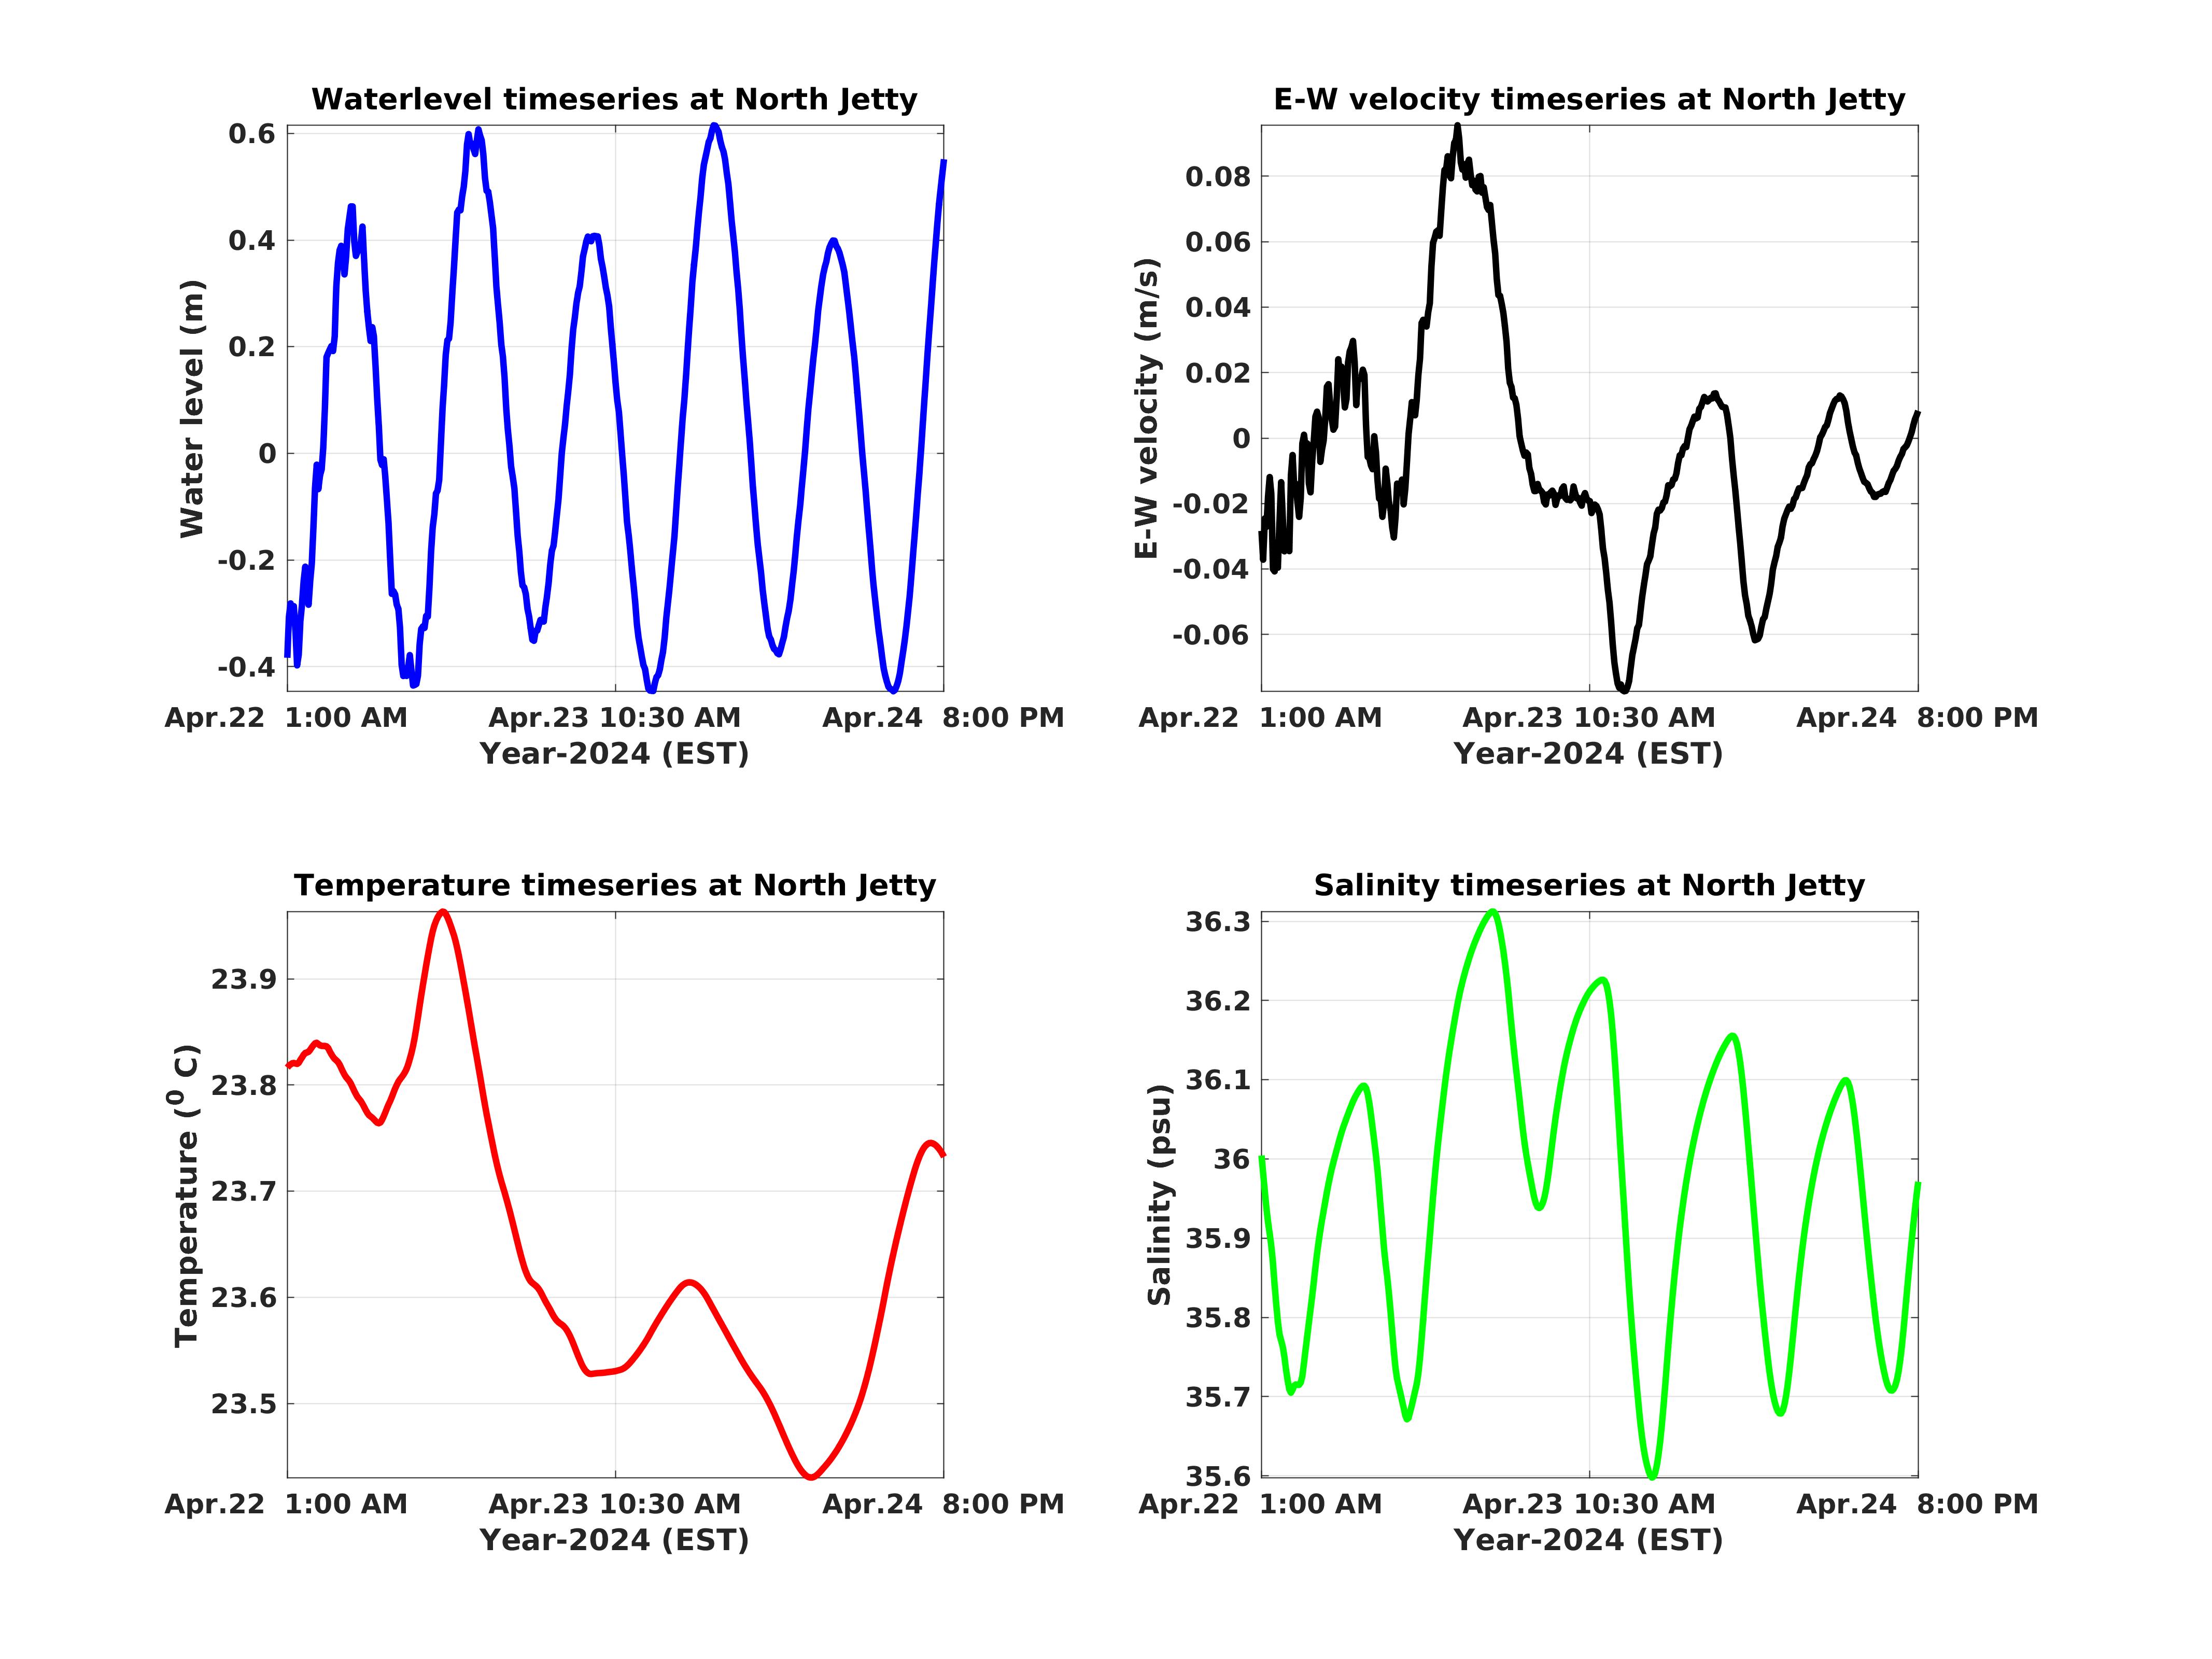 Waterlevel timeseries at North Jetty
0.6
0.4
0.2
0
-0.2
-0.4
Water level (m)
Apr.22 1:00 AM
Apr.23 10:30 AM
Apr.24 8:00 PM
Year-2024 (EST)
E-W velocity timeseries at North Jetty
0.08
0.06
0.04
0.02
0
-0.02
-0.04
-0.06
E-W velocity (m/s)
Apr.22 1:00 AM
Apr.23 10:30 AM
Apr.24 8:00 PM
Year-2024 (EST)
Temperature timeseries at North Jetty
23.9
23.8
23.7
23.6
23.5
Temperature (⁰ C)
Apr.22 1:00 AM
Apr.23 10:30 AM
Apr.24 8:00 PM
Year-2024 (EST)
Salinity timeseries at North Jetty
36.3
36.2
36.1
36
35.9
35.8
35.7
35.6
Salinity (psu)
Apr.22 1:00 AM
Apr.23 10:30 AM
Apr.24 8:00 PM
Year-2024 (EST)